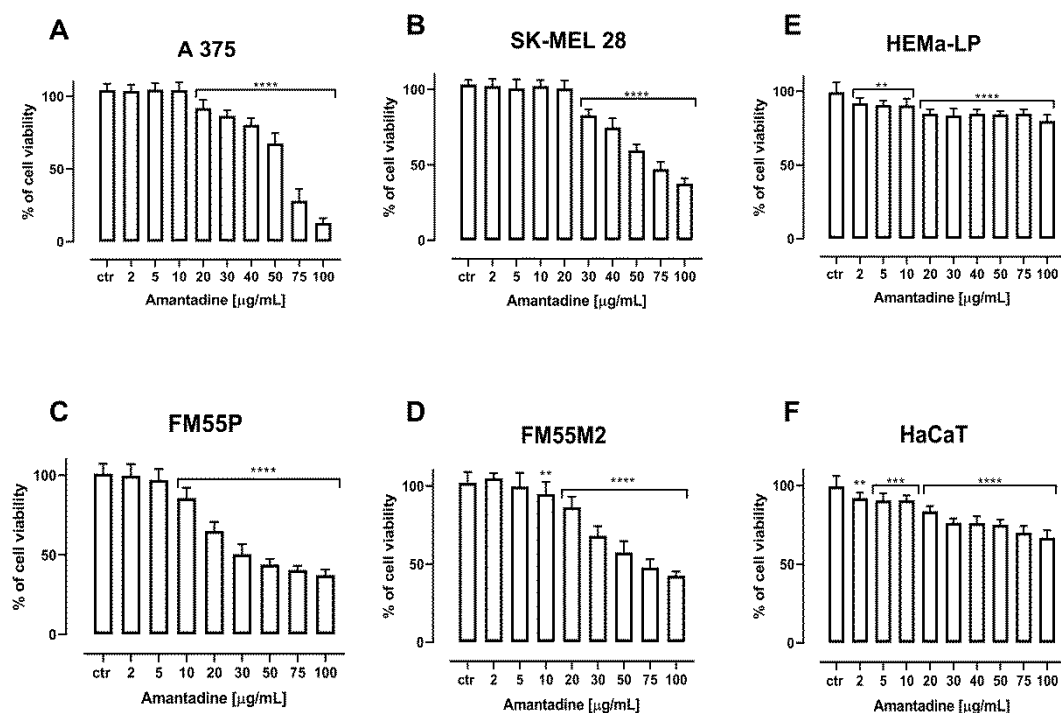 A
A 375
% of cell viability
100
50
0
****
ctr 2 5 10 20 30 40 50 75 100
Amantadine [μg/mL]
B
SK-MEL 28
% of cell viability
100
50
0
****
ctr 2 5 10 20 30 40 50 75 100
Amantadine [μg/mL]
E
HEMa-LP
% of cell viability
100
50
0
** ****
ctr 2 5 10 20 30 40 50 75 100
Amantadine [μg/mL]
C
FM55P
% of cell viability
100
50
0
****
ctr 2 5 10 20 30 50 75 100
Amantadine [μg/mL]
D
FM55M2
% of cell viability
100
50
0
** ****
ctr 2 5 10 20 30 50 75 100
Amantadine [μg/mL]
F
HaCaT
% of cell viability
100
50
0
** *** ****
ctr 2 5 10 20 30 40 50 75 100
Amantadine [μg/mL]